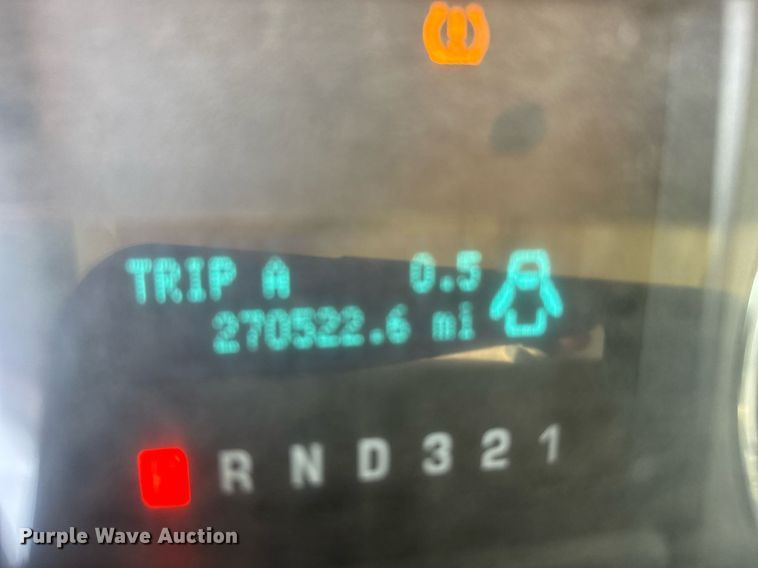 TRIP A 0.5
270522.6 mi
R N D 3 2 1
Purple Wave Auction